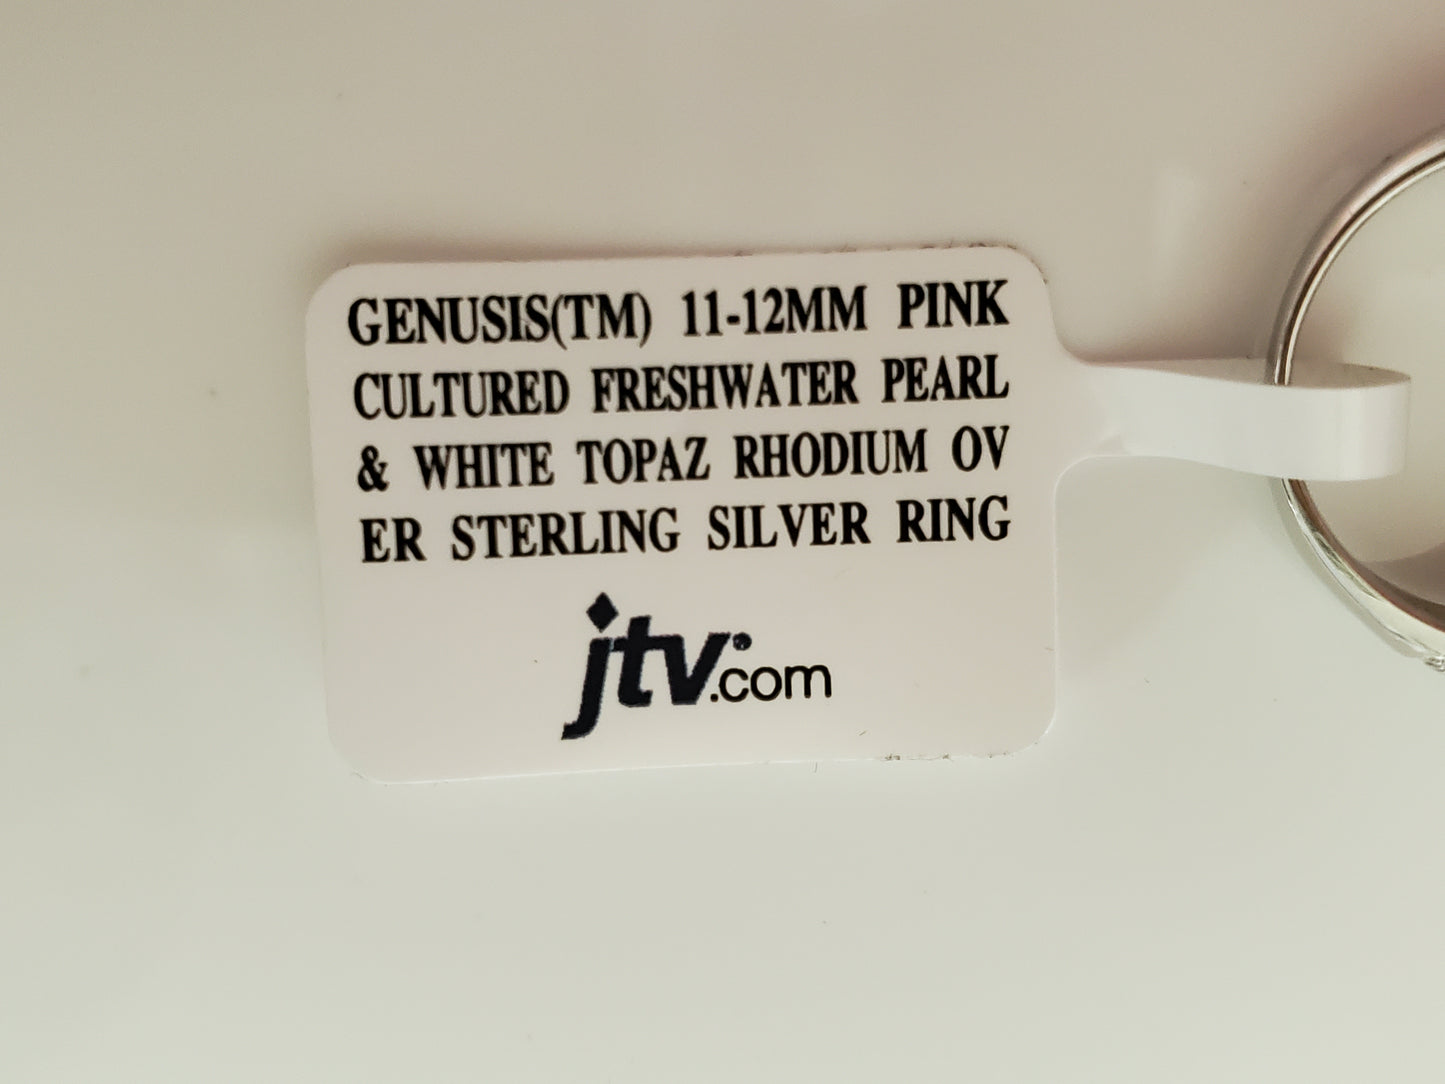 GENUSIS(TM) 11-12MM PINK
CULTURED FRESHWATER PEARL
& WHITE TOPAZ RHODIUM OV
ER STERLING SILVER RING
jtv.com